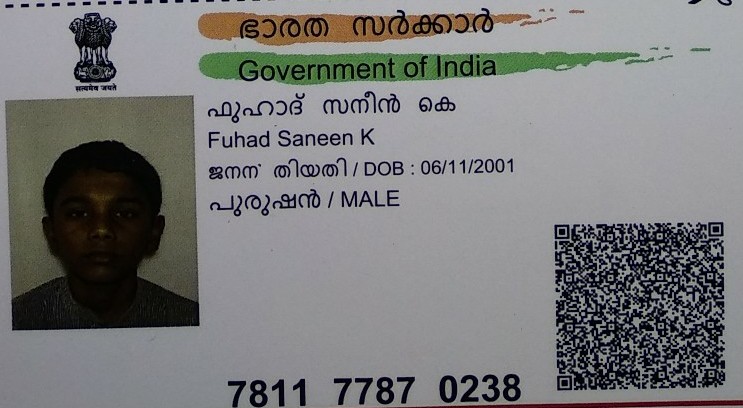 ഭാരത സർക്കാർ
Government of India
सत्यमेव जयते
ഫുഹാദ് സനീൻ കെ
Fuhad Saneen K
ജനന് തിയതി / DOB : 06/11/2001
പുരുഷൻ / MALE
7811 7787 0238